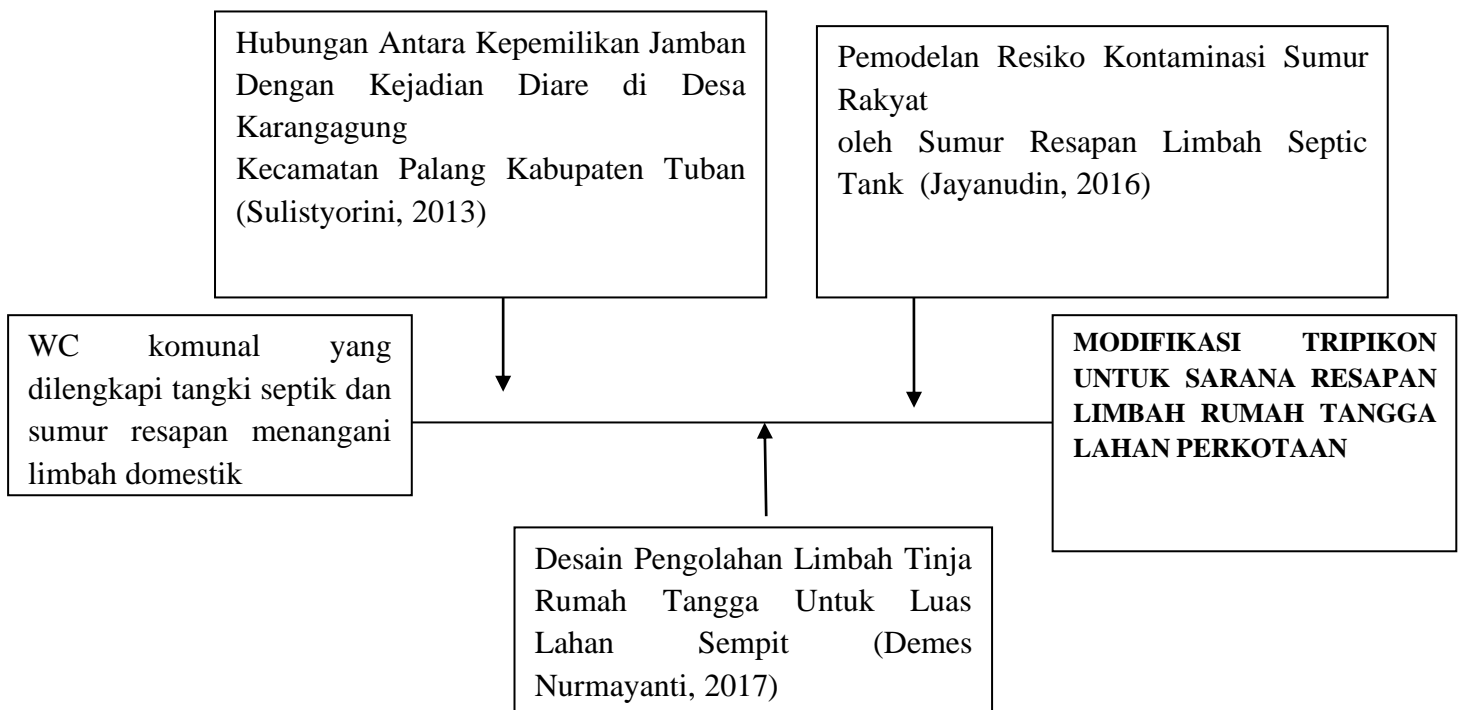 Hubungan Antara Kepemilikan Jamban
Dengan Kejadian Diare di Desa
Karangagung
Kecamatan Palang Kabupaten Tuban
(Sulistyorini, 2013)
Pemodelan Resiko Kontaminasi Sumur
Rakyat
oleh Sumur Resapan Limbah Septic
Tank (Jayanudin, 2016)
WC komunal yang
dilengkapi tangki septik dan
sumur resapan menangani
limbah domestik
MODIFIKASI TRIPIKON
UNTUK SARANA RESAPAN
LIMBAH RUMAH TANGGA
LAHAN PERKOTAAN
Desain Pengolahan Limbah Tinja
Rumah Tangga Untuk Luas
Lahan Sempit (Demes
Nurmayanti, 2017)